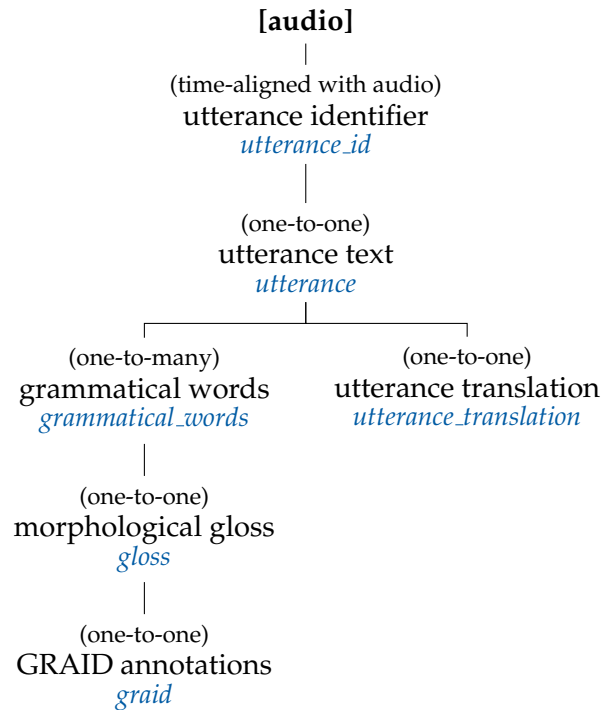 [audio]
(time-aligned with audio)
utterance identifier
utterance_id
(one-to-one)
utterance text
utterance
(one-to-many)
grammatical words
grammatical_words
(one-to-one)
utterance translation
utterance_translation
(one-to-one)
morphological gloss
gloss
(one-to-one)
GRAID annotations
graid